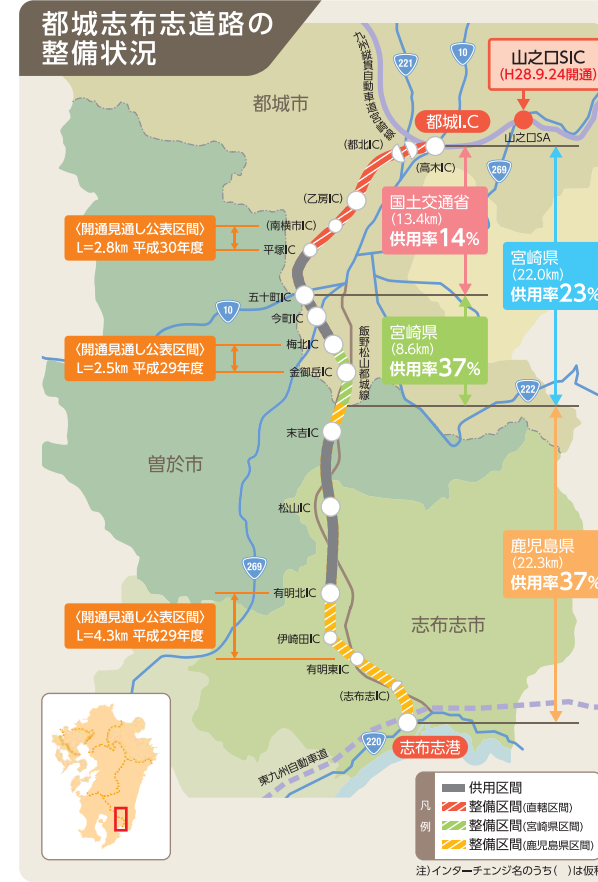 都城志布志道路の
整備状況
九州縦貫自動車道宮崎線
221
10
山之口SIC
(H28.9.24開通)
都城市
都城I.C
(都北IC)
(高木IC)
山之口SA
269
(乙房IC)
国土交通省
(13.4km)
供用率14%
〈開通見通し公表区間〉
L=2.8km 平成30年度
(南横市IC)
平塚IC
宮崎県
(22.0km)
供用率23%
五十町IC
10
今町IC
飯野松山都城線
宮崎県
(8.6km)
供用率37%
〈開通見通し公表区間〉
L=2.5km 平成29年度
梅北IC
金御岳IC
222
末吉IC
曽於市
松山IC
鹿児島県
(22.3km)
供用率37%
269
有明北IC
〈開通見通し公表区間〉
L=4.3km 平成29年度
伊崎田IC
志布志市
有明東IC
(志布志IC)
220
志布志港
東九州自動車道
凡例
供用区間
整備区間(直轄区間)
整備区間(宮崎県区間)
整備区間(鹿児島県区間)
注)インターチェンジ名のうち( )は仮